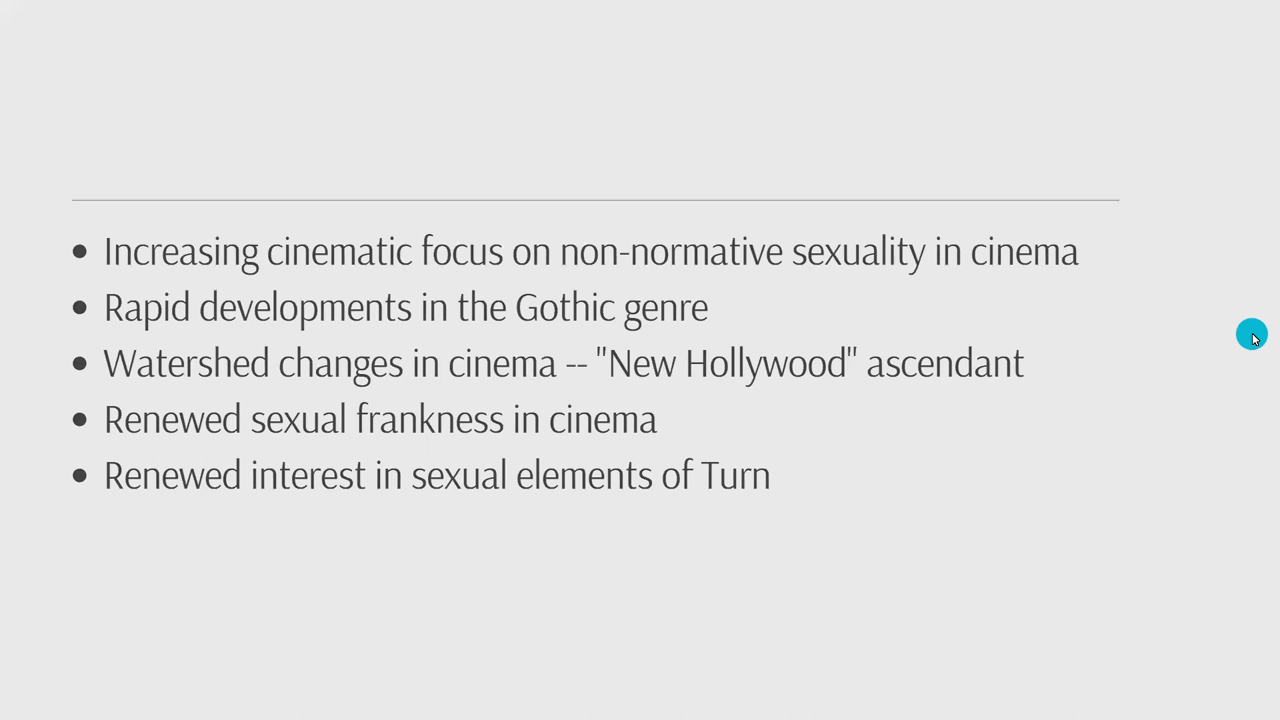 • Increasing cinematic focus on non-normative sexuality in cinema
• Rapid developments in the Gothic genre
• Watershed changes in cinema -- "New Hollywood" ascendant
• Renewed sexual frankness in cinema
• Renewed interest in sexual elements of Turn